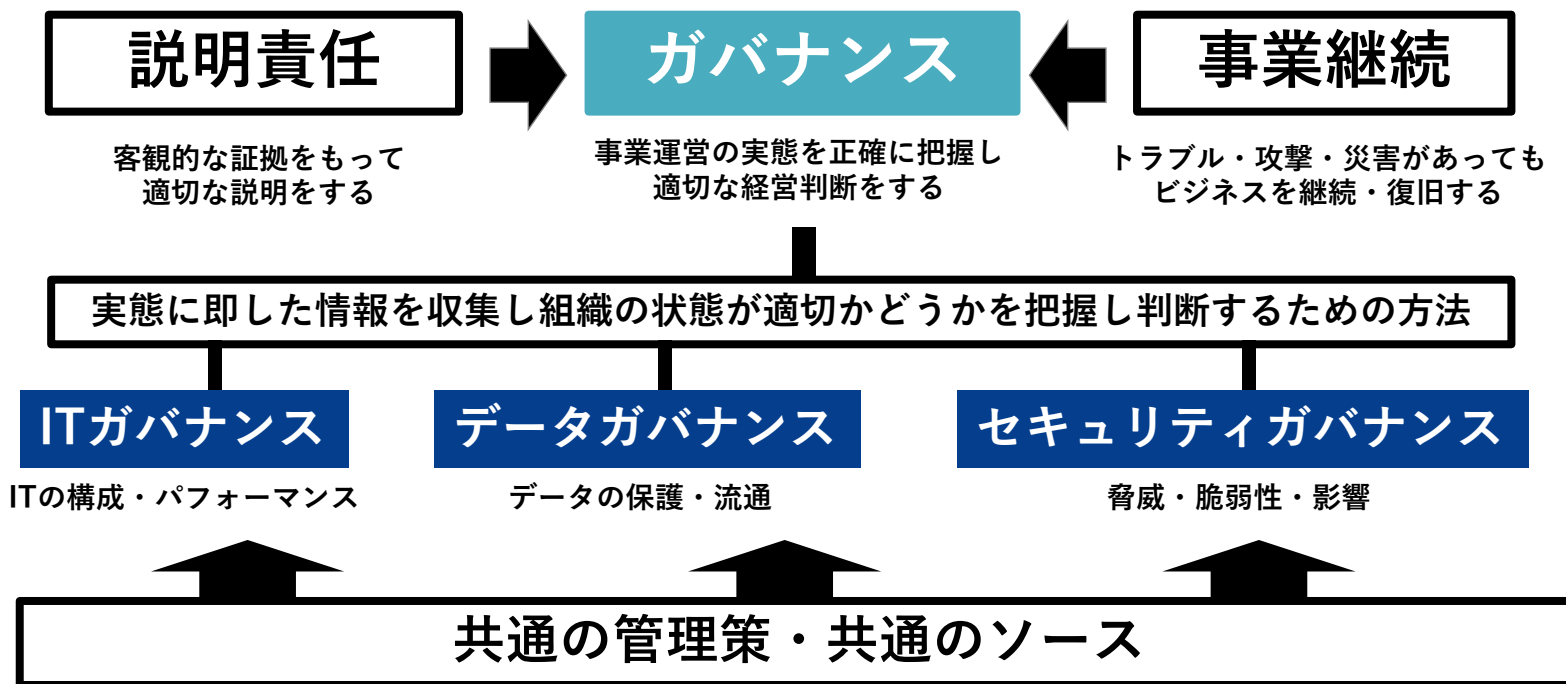 説明責任
ガバナンス
事業継続
客観的な証拠をもって
適切な説明をする
事業運営の実態を正確に把握し
適切な経営判断をする
トラブル・攻撃・災害があっても
ビジネスを継続・復旧する
実態に即した情報を収集し組織の状態が適切かどうかを把握し判断するための方法
ITガバナンス
データガバナンス
セキュリティガバナンス
ITの構成・パフォーマンス
データの保護・流通
脅威・脆弱性・影響
共通の管理策・共通のソース